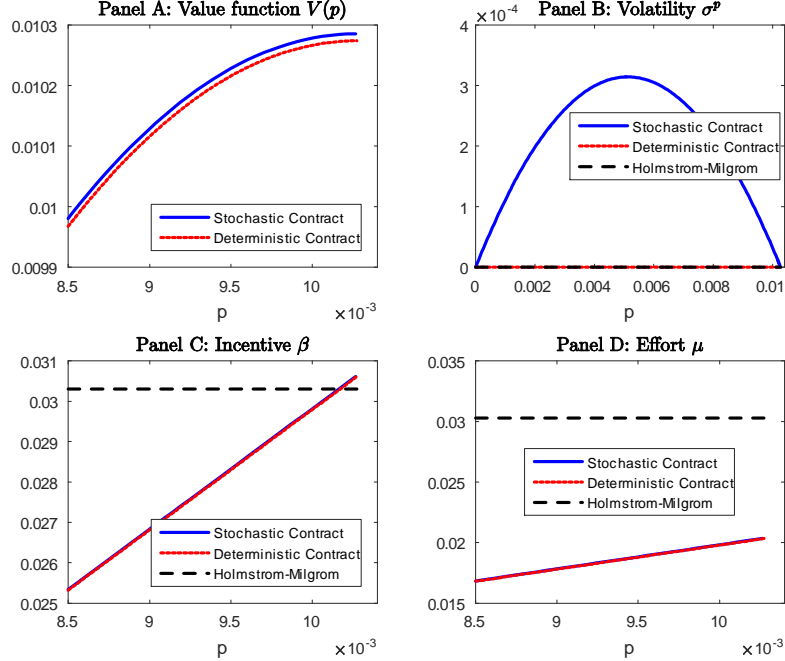 Panel A: Value function V(p)
0.0103
0.0102
0.0101
0.01
0.0099
Stochastic Contract
Deterministic Contract
8.5 9 9.5 10
p ×10⁻³
Panel B: Volatility σᵖ
×10⁻⁴
4
3
2
1
0
Stochastic Contract
Deterministic Contract
Holmstrom-Milgrom
0 0.002 0.004 0.006 0.008 0.01
p
Panel C: Incentive β
0.031
0.03
0.029
0.028
0.027
0.026
0.025
Stochastic Contract
Deterministic Contract
Holmstrom-Milgrom
8.5 9 9.5 10
p ×10⁻³
Panel D: Effort μ
0.035
0.03
0.025
0.02
0.015
Stochastic Contract
Deterministic Contract
Holmstrom-Milgrom
8.5 9 9.5 10
p ×10⁻³